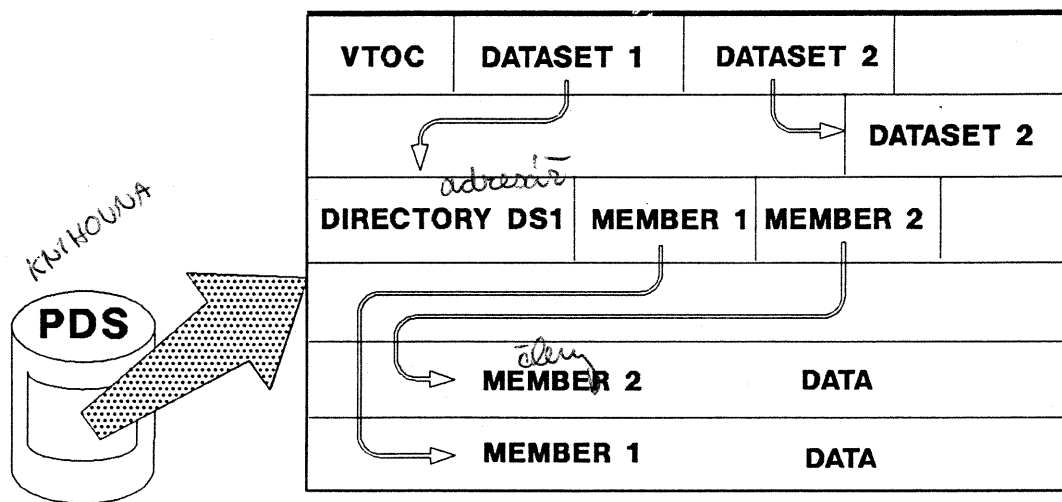 VTOC DATASET 1 DATASET 2
DATASET 2
adresář
DIRECTORY DS1 MEMBER 1 MEMBER 2
KNIHOVNA
PDS
členy
MEMBER 2 DATA
MEMBER 1 DATA